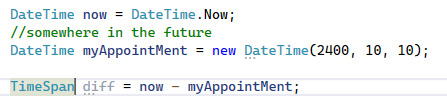 DateTime now = DateTime.Now;
//somewhere in the future
DateTime myAppointMent = new DateTime(2400, 10, 10);
TimeSpan diff = now - myAppointMent;